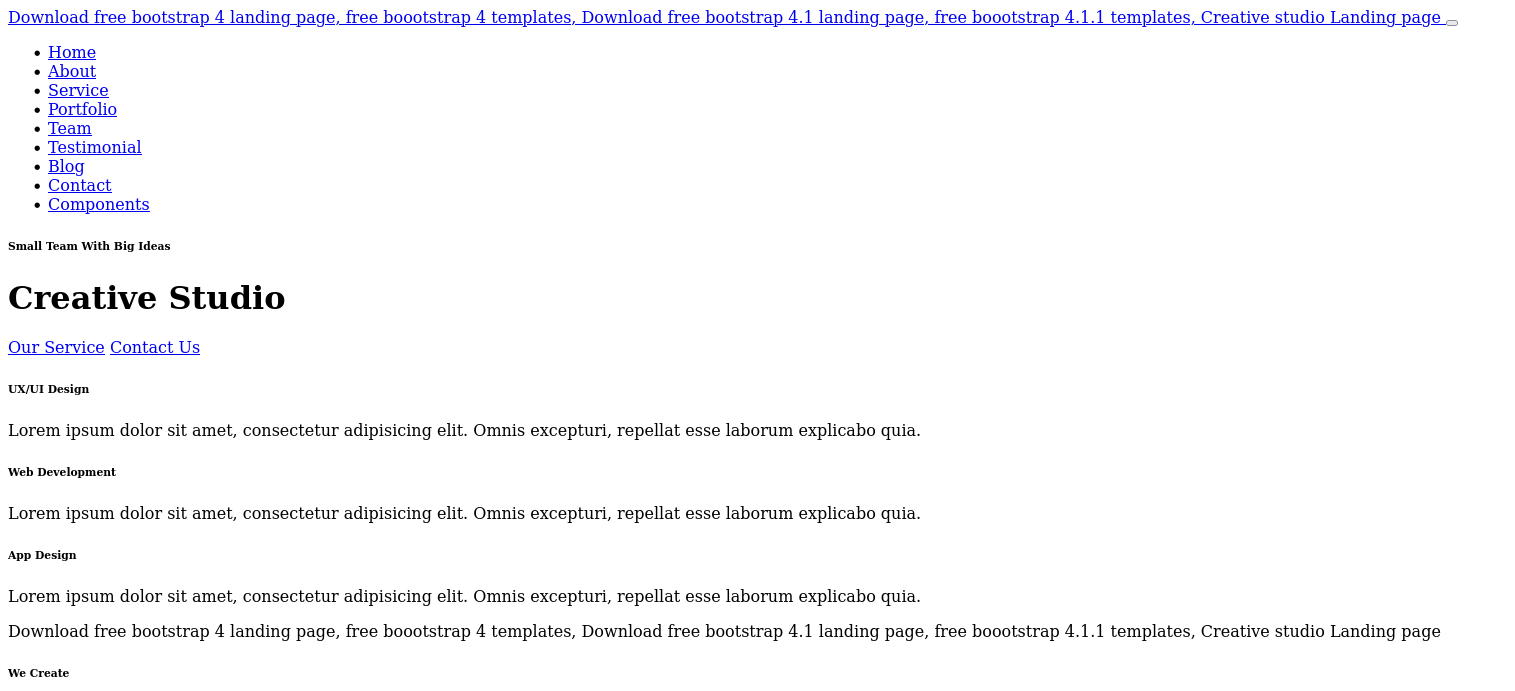 Download free bootstrap 4 landing page, free boootstrap 4 templates, Download free bootstrap 4.1 landing page, free boootstrap 4.1.1 templates, Creative studio Landing page
Home
About
Service
Portfolio
Team
Testimonial
Blog
Contact
Components
Small Team With Big Ideas
Creative Studio
Our Service Contact Us
UX/UI Design
Lorem ipsum dolor sit amet, consectetur adipisicing elit. Omnis excepturi, repellat esse laborum explicabo quia.
Web Development
Lorem ipsum dolor sit amet, consectetur adipisicing elit. Omnis excepturi, repellat esse laborum explicabo quia.
App Design
Lorem ipsum dolor sit amet, consectetur adipisicing elit. Omnis excepturi, repellat esse laborum explicabo quia.
Download free bootstrap 4 landing page, free boootstrap 4 templates, Download free bootstrap 4.1 landing page, free boootstrap 4.1.1 templates, Creative studio Landing page
We Create